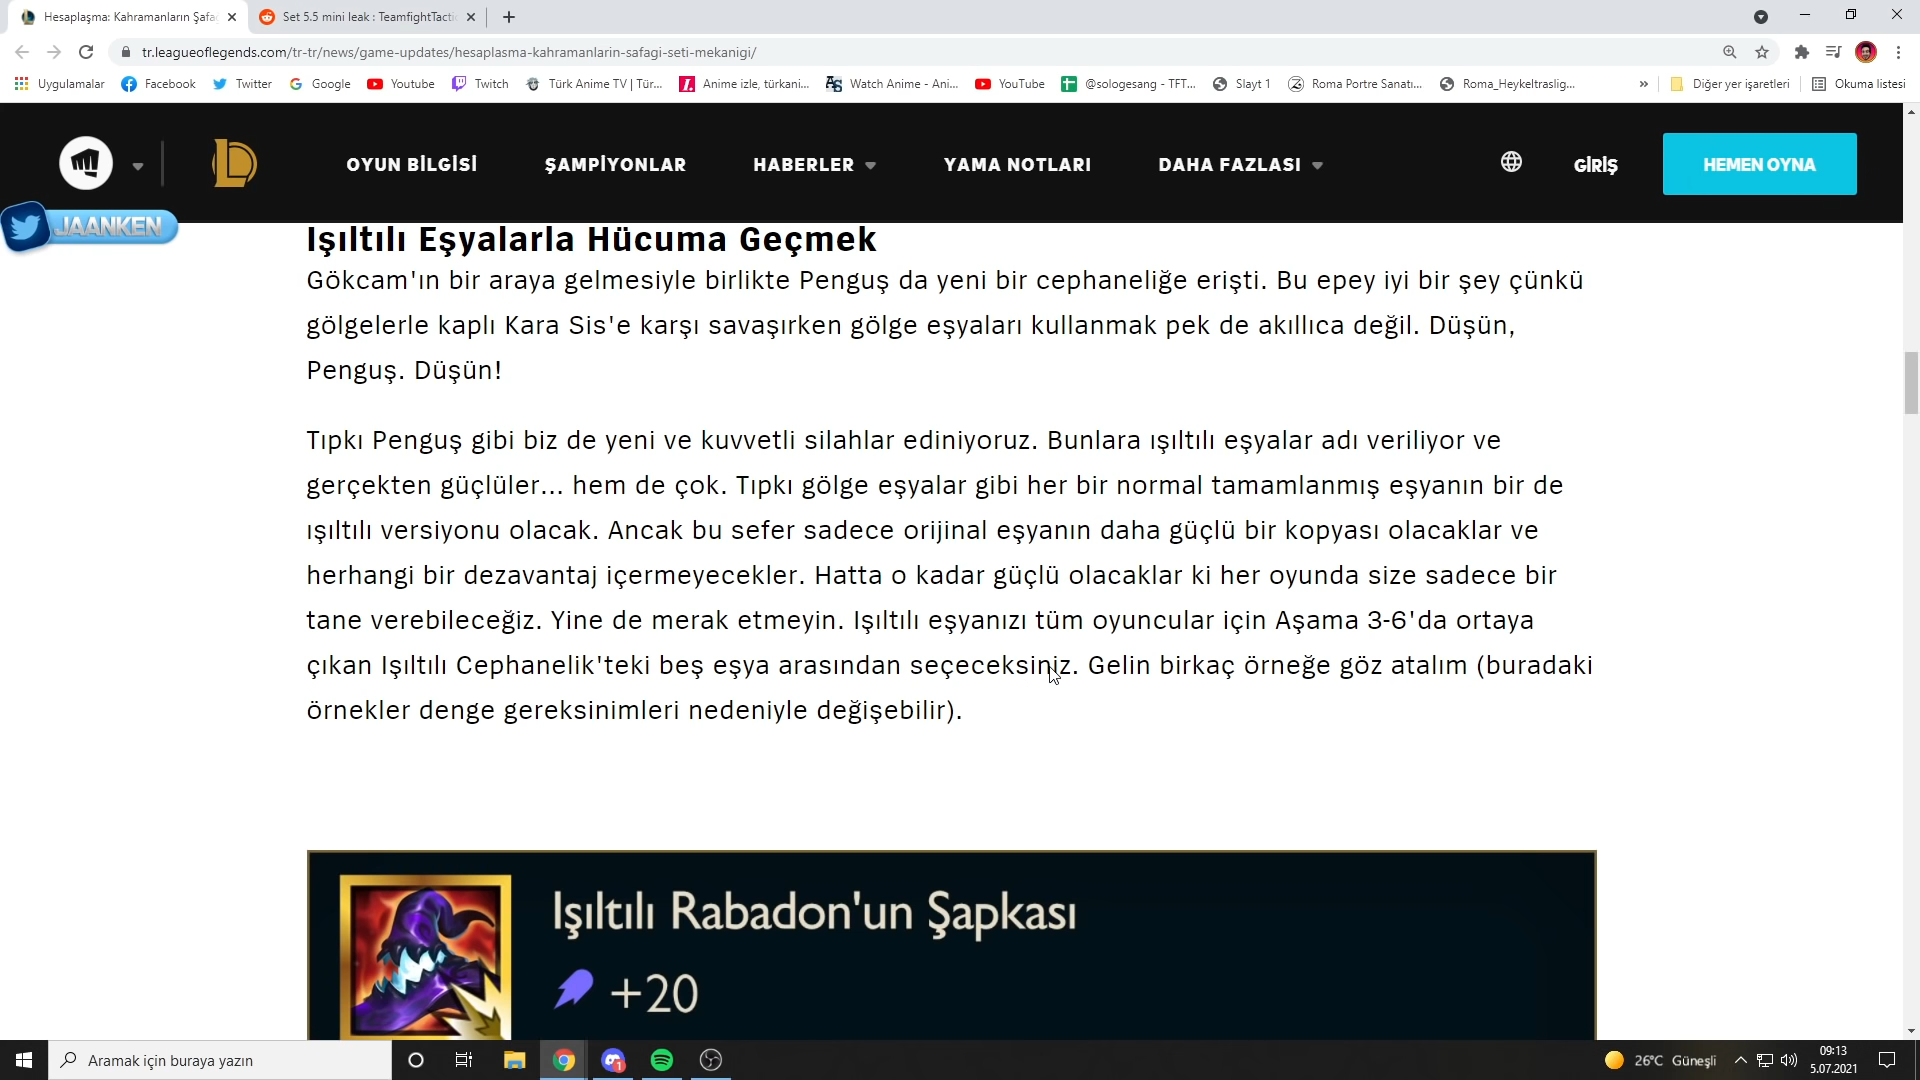 Hesaplaşma: Kahramanların Şafa
Set 5.5 mini leak : TeamfightTactic
tr.leagueoflegends.com/tr-tr/news/game-updates/hesaplasma-kahramanlarin-safagi-seti-mekanigi/
Uygulamalar Facebook Twitter Google Youtube Twitch Türk Anime TV | Tür... Anime izle, türkani... Watch Anime - Ani... YouTube @sologesang - TFT... Slayt 1 Roma Portre Sanatı... Roma_Heykeltraslig... » Diğer yer işaretleri Okuma listesi
OYUN BİLGİSİ ŞAMPİYONLAR HABERLER YAMA NOTLARI DAHA FAZLASI GİRİŞ HEMEN OYNA
JAANKEN
Işıltılı Eşyalarla Hücuma Geçmek
Gökcam'ın bir araya gelmesiyle birlikte Penguş da yeni bir cephaneliğe erişti. Bu epey iyi bir şey çünkü
gölgelerle kaplı Kara Sis'e karşı savaşırken gölge eşyaları kullanmak pek de akıllıca değil. Düşün,
Penguş. Düşün!
Tıpkı Penguş gibi biz de yeni ve kuvvetli silahlar ediniyoruz. Bunlara ışıltılı eşyalar adı veriliyor ve
gerçekten güçlüler... hem de çok. Tıpkı gölge eşyalar gibi her bir normal tamamlanmış eşyanın bir de
ışıltılı versiyonu olacak. Ancak bu sefer sadece orijinal eşyanın daha güçlü bir kopyası olacaklar ve
herhangi bir dezavantaj içermeyecekler. Hatta o kadar güçlü olacaklar ki her oyunda size sadece bir
tane verebileceğiz. Yine de merak etmeyin. Işıltılı eşyanızı tüm oyuncular için Aşama 3-6'da ortaya
çıkan Işıltılı Cephanelik'teki beş eşya arasından seçeceksiniz. Gelin birkaç örneğe göz atalım (buradaki
örnekler denge gereksinimleri nedeniyle değişebilir).
Işıltılı Rabadon'un Şapkası
+20
Aramak için buraya yazın
1
26°C Güneşli
09:13
5.07.2021